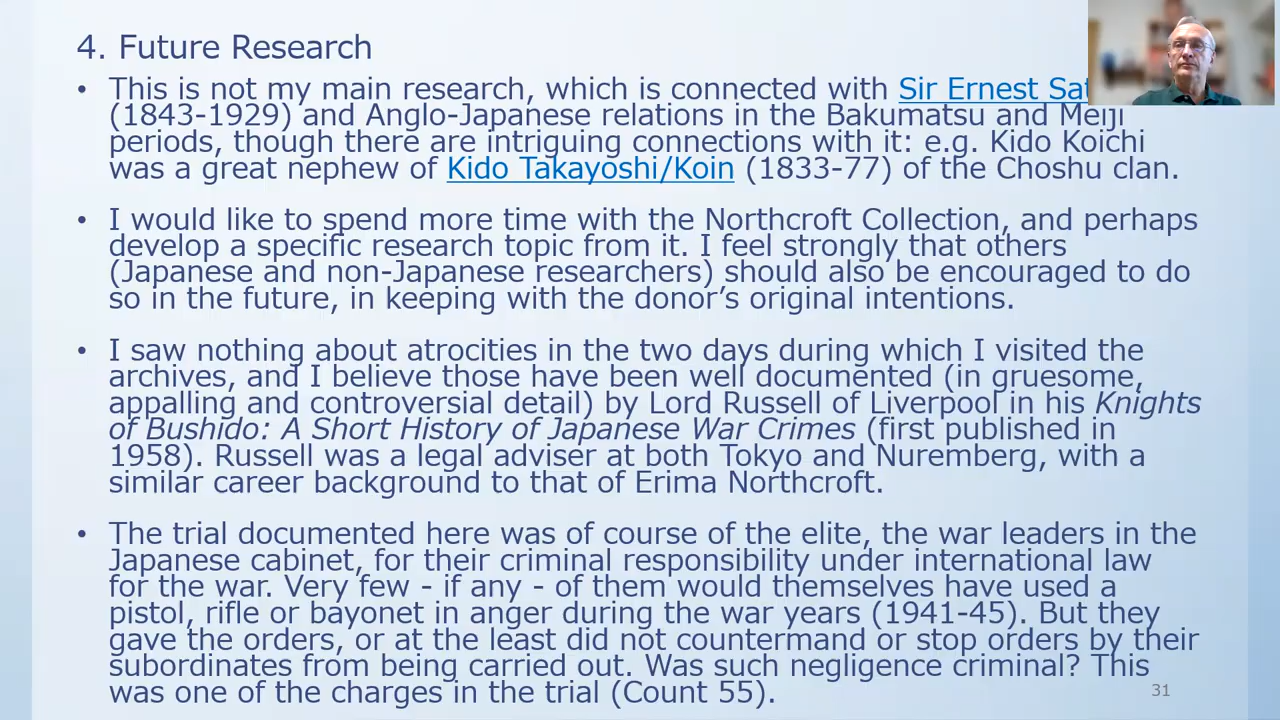 4. Future Research
• This is not my main research, which is connected with Sir Ernest
(1843-1929) and Anglo-Japanese relations in the Bakumatsu and Meiji
periods, though there are intriguing connections with it: e.g. Kido Koichi
was a great nephew of Kido Takayoshi/Koin (1833-77) of the Choshu clan.
• I would like to spend more time with the Northcroft Collection, and perhaps
develop a specific research topic from it. I feel strongly that others
(Japanese and non-Japanese researchers) should also be encouraged to do
so in the future, in keeping with the donor’s original intentions.
• I saw nothing about atrocities in the two days during which I visited the
archives, and I believe those have been well documented (in gruesome,
appalling and controversial detail) by Lord Russell of Liverpool in his Knights
of Bushido: A Short History of Japanese War Crimes (first published in
1958). Russell was a legal adviser at both Tokyo and Nuremberg, with a
similar career background to that of Erima Northcroft.
• The trial documented here was of course of the elite, the war leaders in the
Japanese cabinet, for their criminal responsibility under international law
for the war. Very few - if any - of them would themselves have used a
pistol, rifle or bayonet in anger during the war years (1941-45). But they
gave the orders, or at the least did not countermand or stop orders by their
subordinates from being carried out. Was such negligence criminal? This
was one of the charges in the trial (Count 55).
31